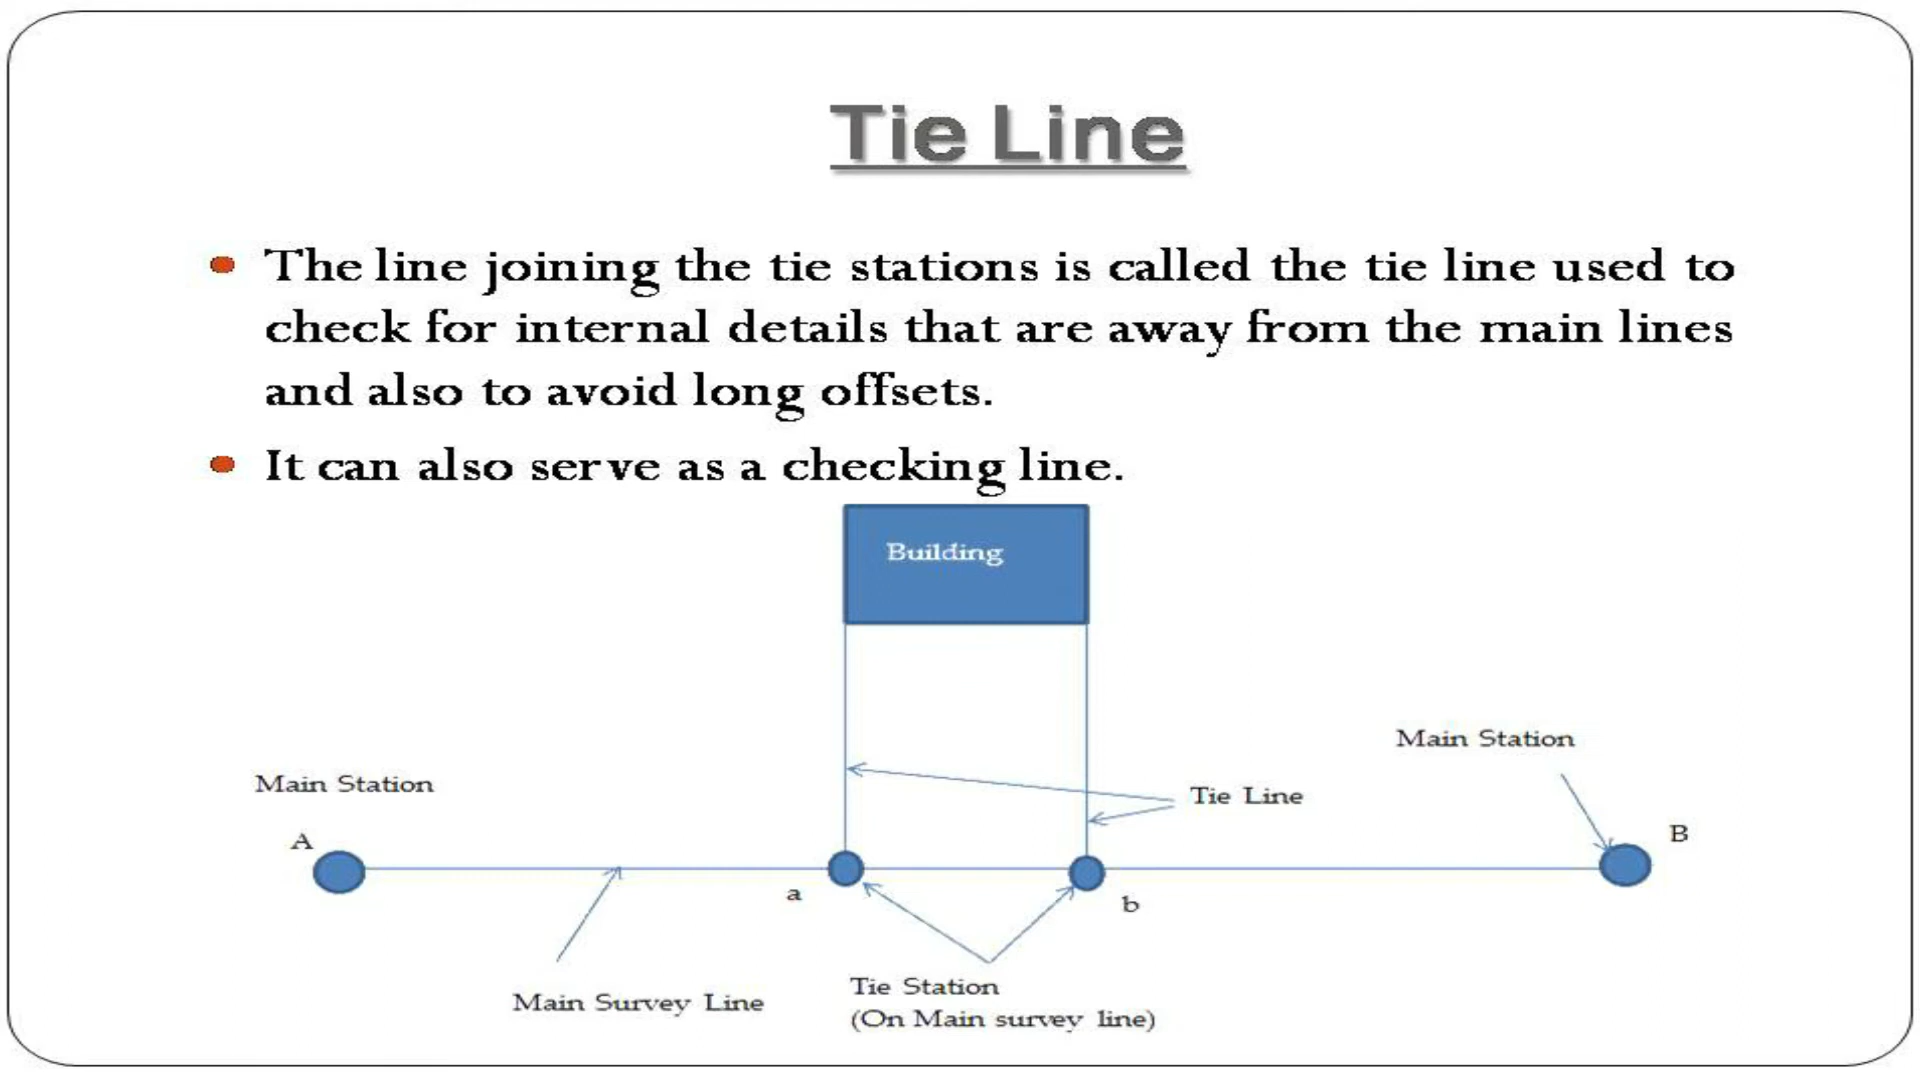 Tie Line
• The line joining the tie stations is called the tie line used to
check for internal details that are away from the main lines
and also to avoid long offsets.
• It can also serve as a checking line.
Building
Main Station
Main Station
Tie Line
A
B
a
b
Tie Station
Main Survey Line
(On Main survey line)